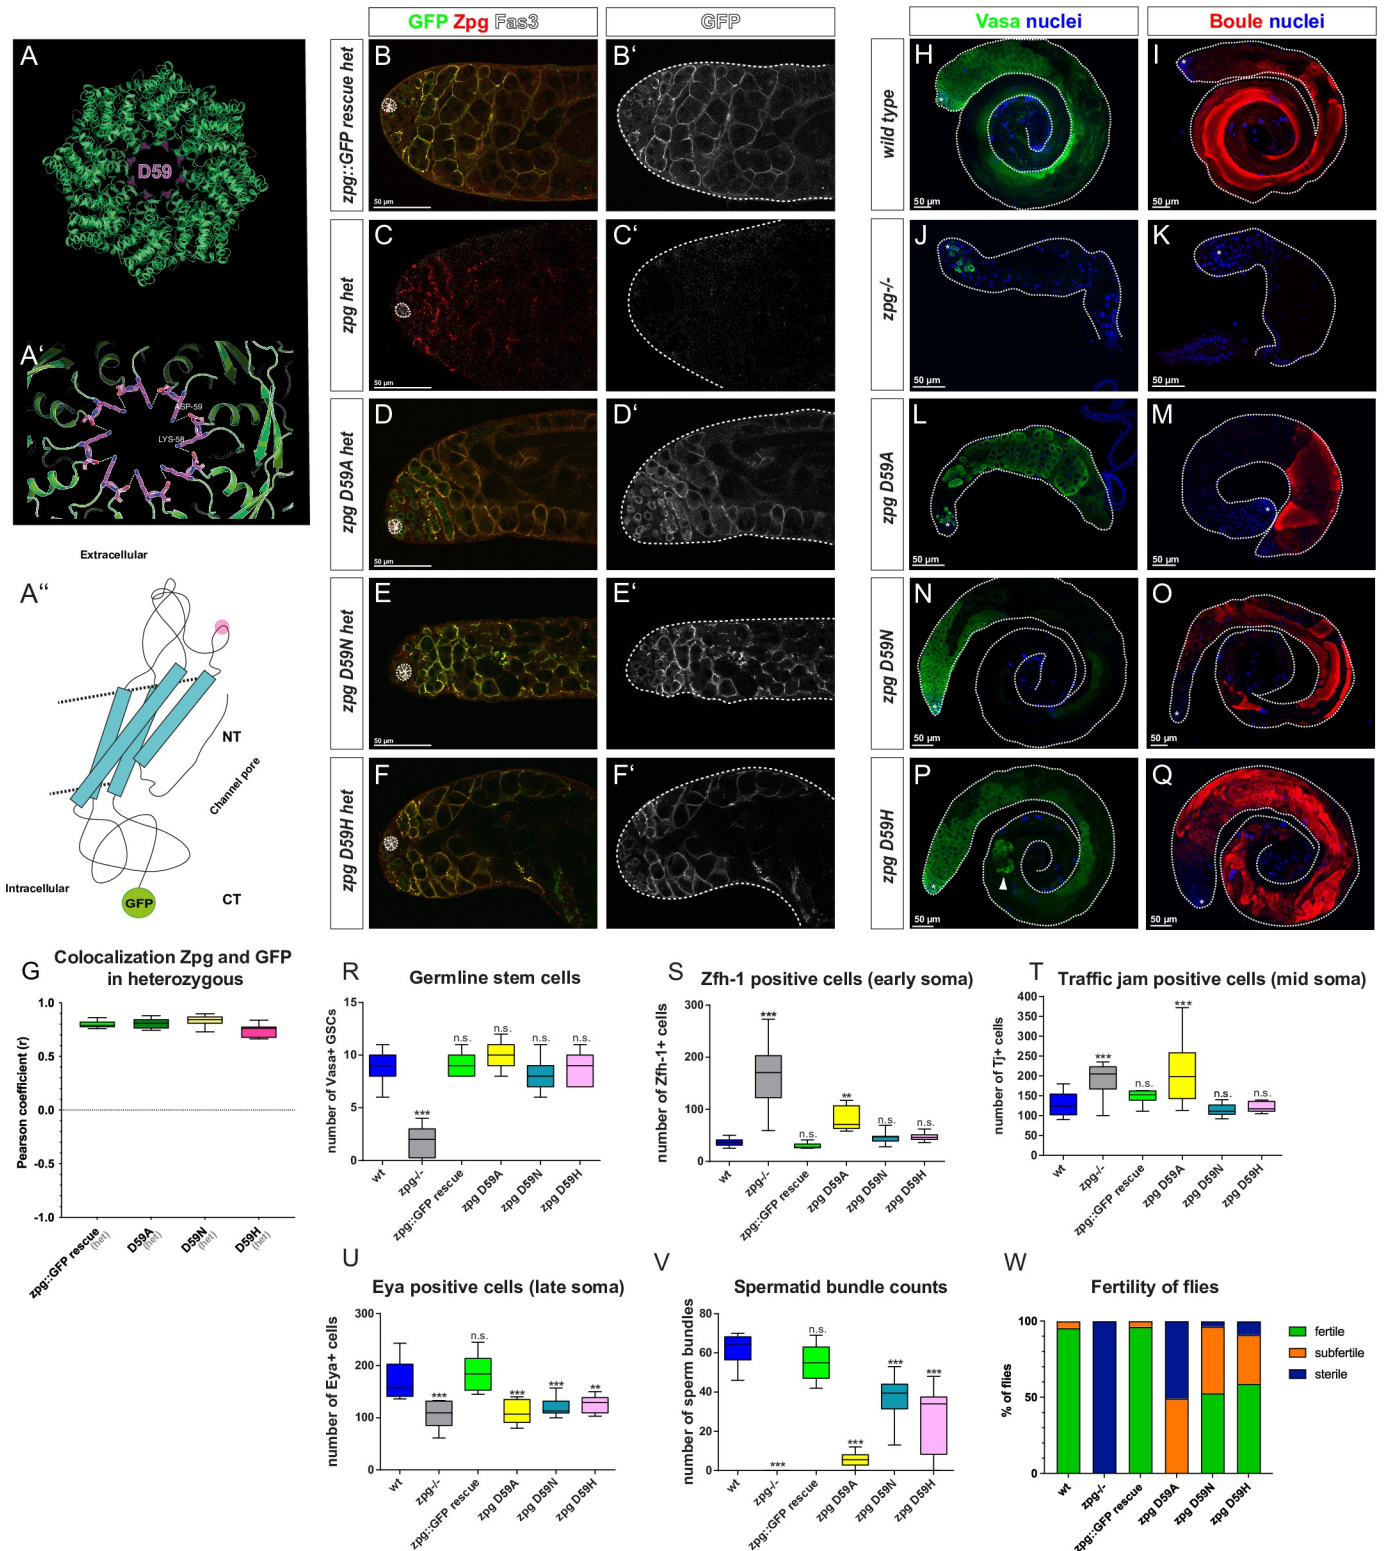 A
D59
A'
ASP-59
LYS-58
Extracellular
A"
NT
Channel pore
Intracellular
GFP
CT
GFP Zpg Fas3
GFP
zpg::GFP rescue het
B
50 µm
B'
zpg het
C
50 µm
C'
zpg D59A het
D
50 µm
D'
zpg D59N het
E
50 µm
E'
zpg D59H het
F
50 µm
F'
Vasa nuclei
Boule nuclei
wild type
H
*
50 µm
I
*
50 µm
zpg-/-
J
*
50 µm
K
*
50 µm
zpg D59A
L
*
50 µm
M
*
50 µm
zpg D59N
N
*
50 µm
O
*
50 µm
zpg D59H
P
*
50 µm
Q
*
50 µm
G
Colocalization Zpg and GFP
in heterozygous
Pearson coefficient (r)
1.0
0.5
0.0
-0.5
-1.0
zpg::GFP rescue
(het)
D59A
(het)
D59N
(het)
D59H
(het)
R
Germline stem cells
number of Vasa+ GSCs
15
10
5
0
***
n.s.
n.s.
n.s.
n.s.
wt
zpg-/-
zpg::GFP rescue
zpg D59A
zpg D59N
zpg D59H
S
Zfh-1 positive cells (early soma)
number of Zfh-1+ cells
300
200
100
0
***
n.s.
**
n.s.
n.s.
wt
zpg-/-
zpg::GFP rescue
zpg D59A
zpg D59N
zpg D59H
T
Traffic jam positive cells (mid soma)
number of Tj+ cells
400
350
300
250
200
150
100
50
0
***
n.s.
***
n.s.
n.s.
wt
zpg-/-
zpg::GFP rescue
zpg D59A
zpg D59N
zpg D59H
U
Eya positive cells (late soma)
number of Eya+ cells
300
200
100
0
***
n.s.
***
***
**
wt
zpg-/-
zpg::GFP rescue
zpg D59A
zpg D59N
zpg D59H
V
Spermatid bundle counts
number of sperm bundles
80
60
40
20
0
***
n.s.
***
***
***
wt
zpg-/-
zpg::GFP rescue
zpg D59A
zpg D59N
zpg D59H
W
Fertility of flies
% of flies
100
50
0
wt
zpg-/-
zpg::GFP rescue
zpg D59A
zpg D59N
zpg D59H
fertile
subfertile
sterile